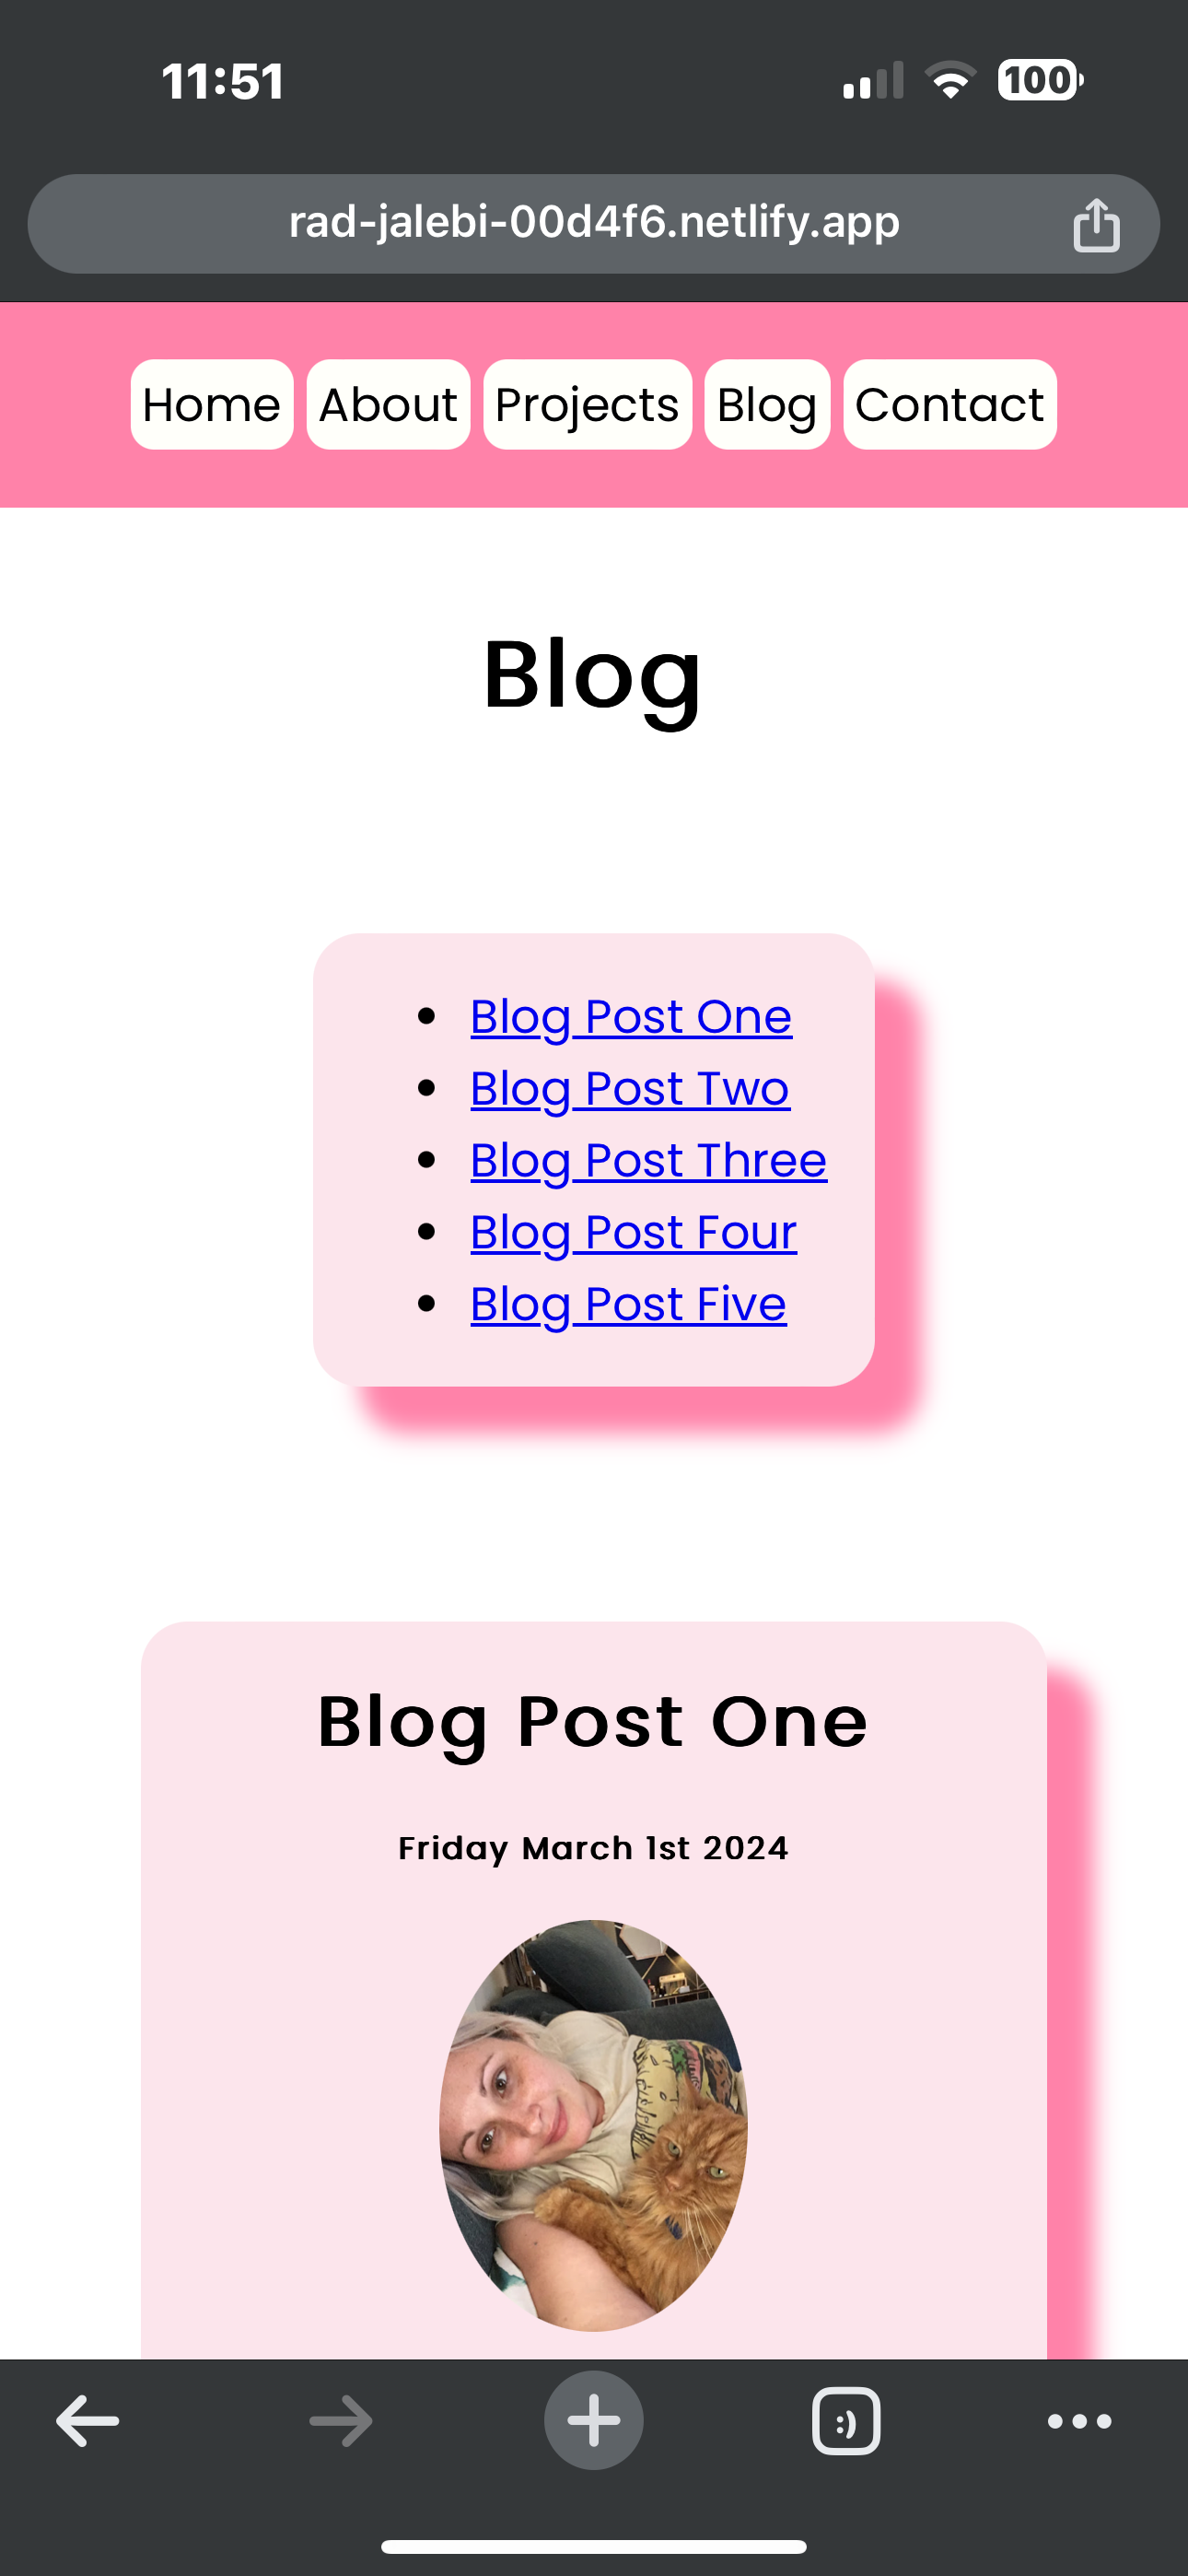 11:51
100
rad-jalebi-00d4f6.netlify.app
Home About Projects Blog Contact
Blog
Blog Post One
Blog Post Two
Blog Post Three
Blog Post Four
Blog Post Five
Blog Post One
Friday March 1st 2024
:)